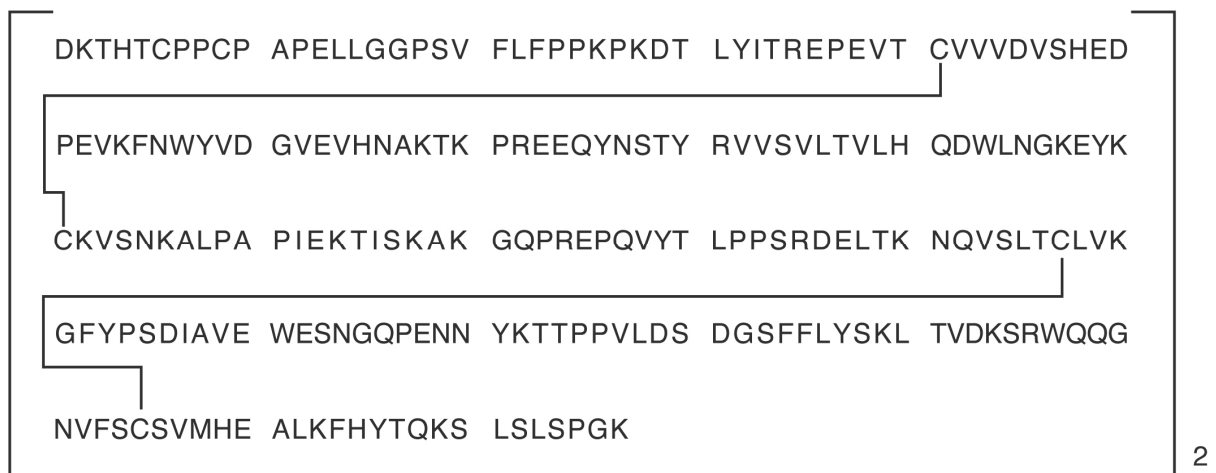 DKTHTCPPCP APELLGGPSV FLFPPKPKDT LYITREPEVT CVVVDVSHED
PEVKFNWYVD GVEVHNAKTK PREEQYNSTY RVVSVLTVLH QDWLNGKEYK
CKVSNKALPA PIEKTISKAK GQPREPQVYT LPPSRDELTK NQVSLTCLVK
GFYPSDIAVE WESNGQPENN YKTTPPVLDS DGSFFLYSKL TVDKSRWQQG
NVFSCSVMHE ALKFHYTQKS LSLSPGK
2